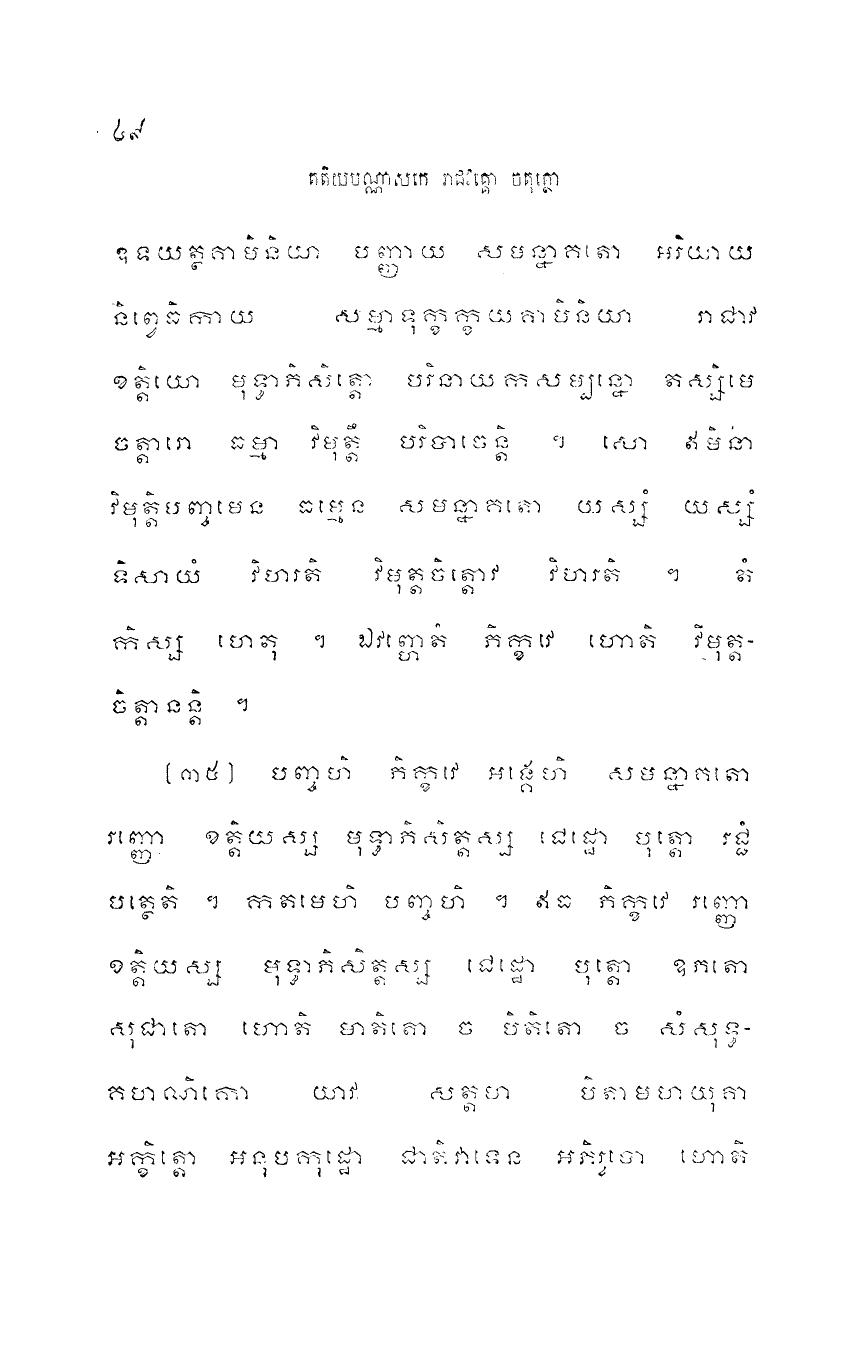 ៤៩
តតិយបណ្ណាសកេ រាជវគ្គោ ចតុត្ថោ
ឧទយត្ថគាមិនិយា បញ្ញាយ សមន្នាគតោ អរិយាយ
និព្វេធិកាយ សម្មាទុក្ខក្ខយគាមិនិយា រាជាវ
ខត្តិយោ មុទ្ធាភិសិត្តោ បរិនាយកសម្បន្នោ តស្សិមេ
ចត្តារោ ធម្មា វិមុត្តឹ បរិបាចេន្តិ ។ សោ ឥមិនា
វិមុត្តិបញ្ចមេន ធម្មេន សមន្នាគតោ យស្សំ យស្សំ
ទិសាយំ វិហរតិ វិមុត្តចិត្តោវ វិហរតិ ។ តំ
កិស្ស ហេតុ ។ ឯវញ្ហេតំ ភិក្ខវេ ហោតិ វិមុត្ត-
ចិត្តានន្តិ ។
[៣៥] បញ្ចហិ ភិក្ខវេ អង្គេហិ សមន្នាគតោ
រញ្ញោ ខត្តិយស្ស មុទ្ធាភិសិត្តស្ស ជេដ្ឋោ បុត្តោ រជ្ជំ
បត្ថេតិ ។ កតមេហិ បញ្ចហិ ។ ឥធ ភិក្ខវេ រញ្ញោ
ខត្តិយស្ស មុទ្ធាភិសិត្តស្ស ជេដ្ឋោ បុត្តោ ឧភតោ
សុជាតោ ហោតិ មាតិតោ ច បិតិតោ ច សំសុទ្ធ-
គហណិកោ យាវ សត្តមា បិតាមហយុគា
អក្ខិត្តោ អនុបក្កុដ្ឋោ ជាតិវាទេន អភិរូបោ ហោតិ